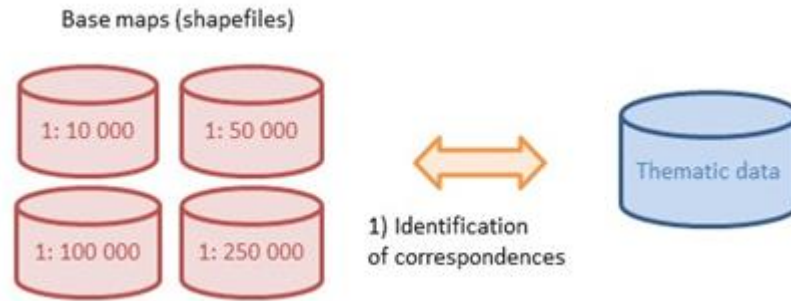 Base maps (shapefiles)
1: 10 000
1: 50 000
Thematic data
1: 100 000
1: 250 000
1) Identification
of correspondences